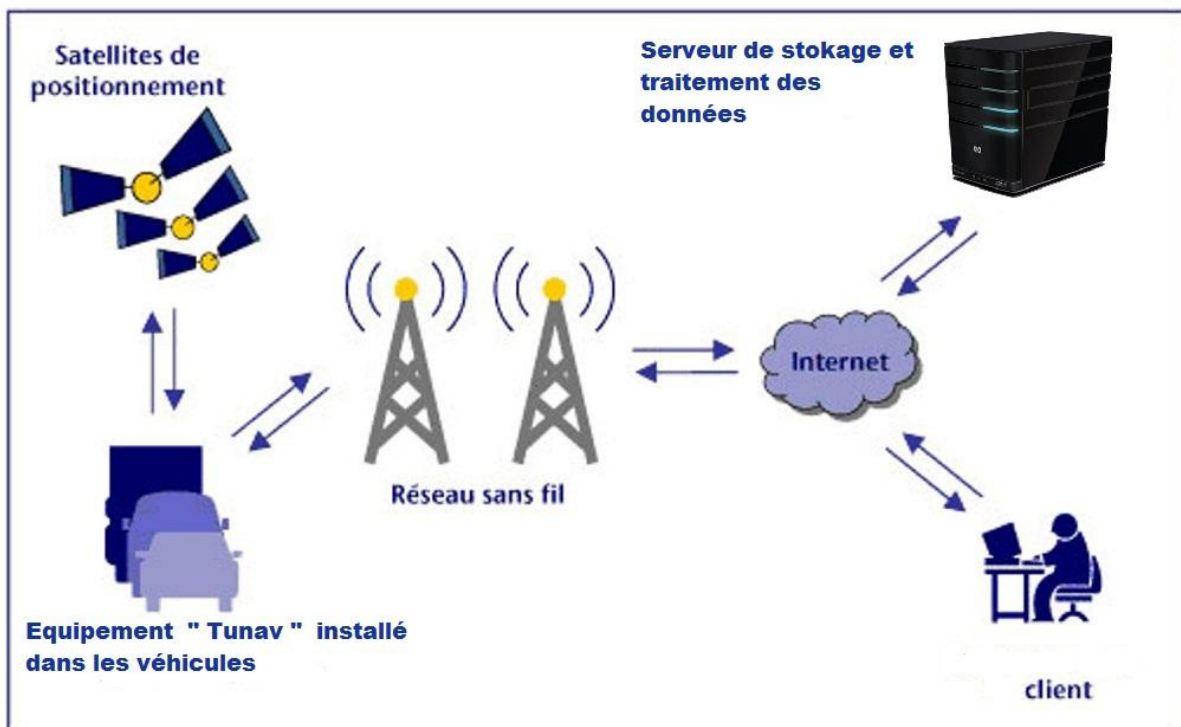 Satellites de
positionnement
Serveur de stokage et
traitement des
données
Internet
Réseau sans fil
Equipement " Tunav " installé
dans les véhicules
client